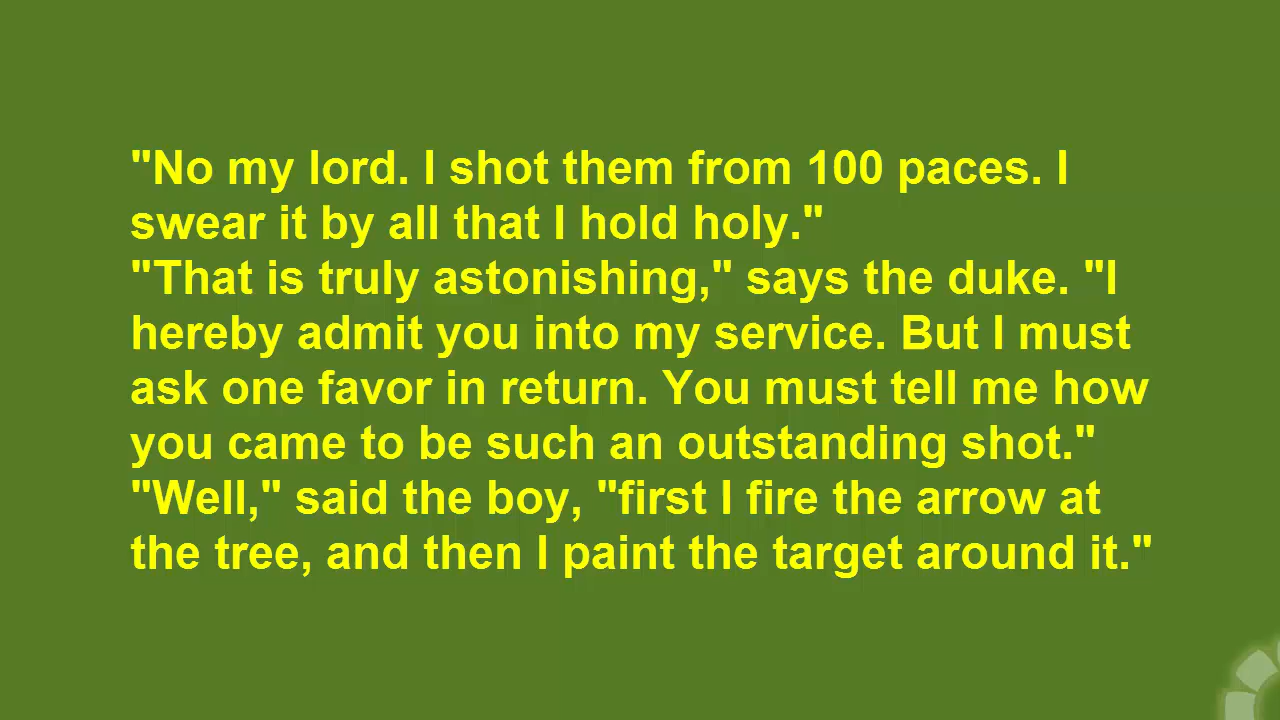 "No my lord. I shot them from 100 paces. I
swear it by all that I hold holy."
"That is truly astonishing," says the duke. "I
hereby admit you into my service. But I must
ask one favor in return. You must tell me how
you came to be such an outstanding shot."
"Well," said the boy, "first I fire the arrow at
the tree, and then I paint the target around it."